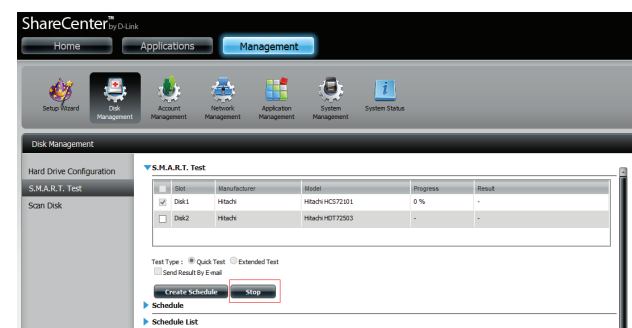 ShareCenter™ by D-Link
Home Applications Management
Setup Wizard Disk Management Account Management Network Management Application Management System Management System Status
Disk Management
Hard Drive Configuration
S.M.A.R.T. Test
Scan Disk
S.M.A.R.T. Test
Slot Manufacturer Model Progress Result
Disk1 Hitachi Hitachi HCS72101 0 % -
Disk2 Hitachi Hitachi HDT72503 - -
Test Type : Quick Test Extended Test
Send Result By E-mail
Create Schedule Stop
Schedule
Schedule List